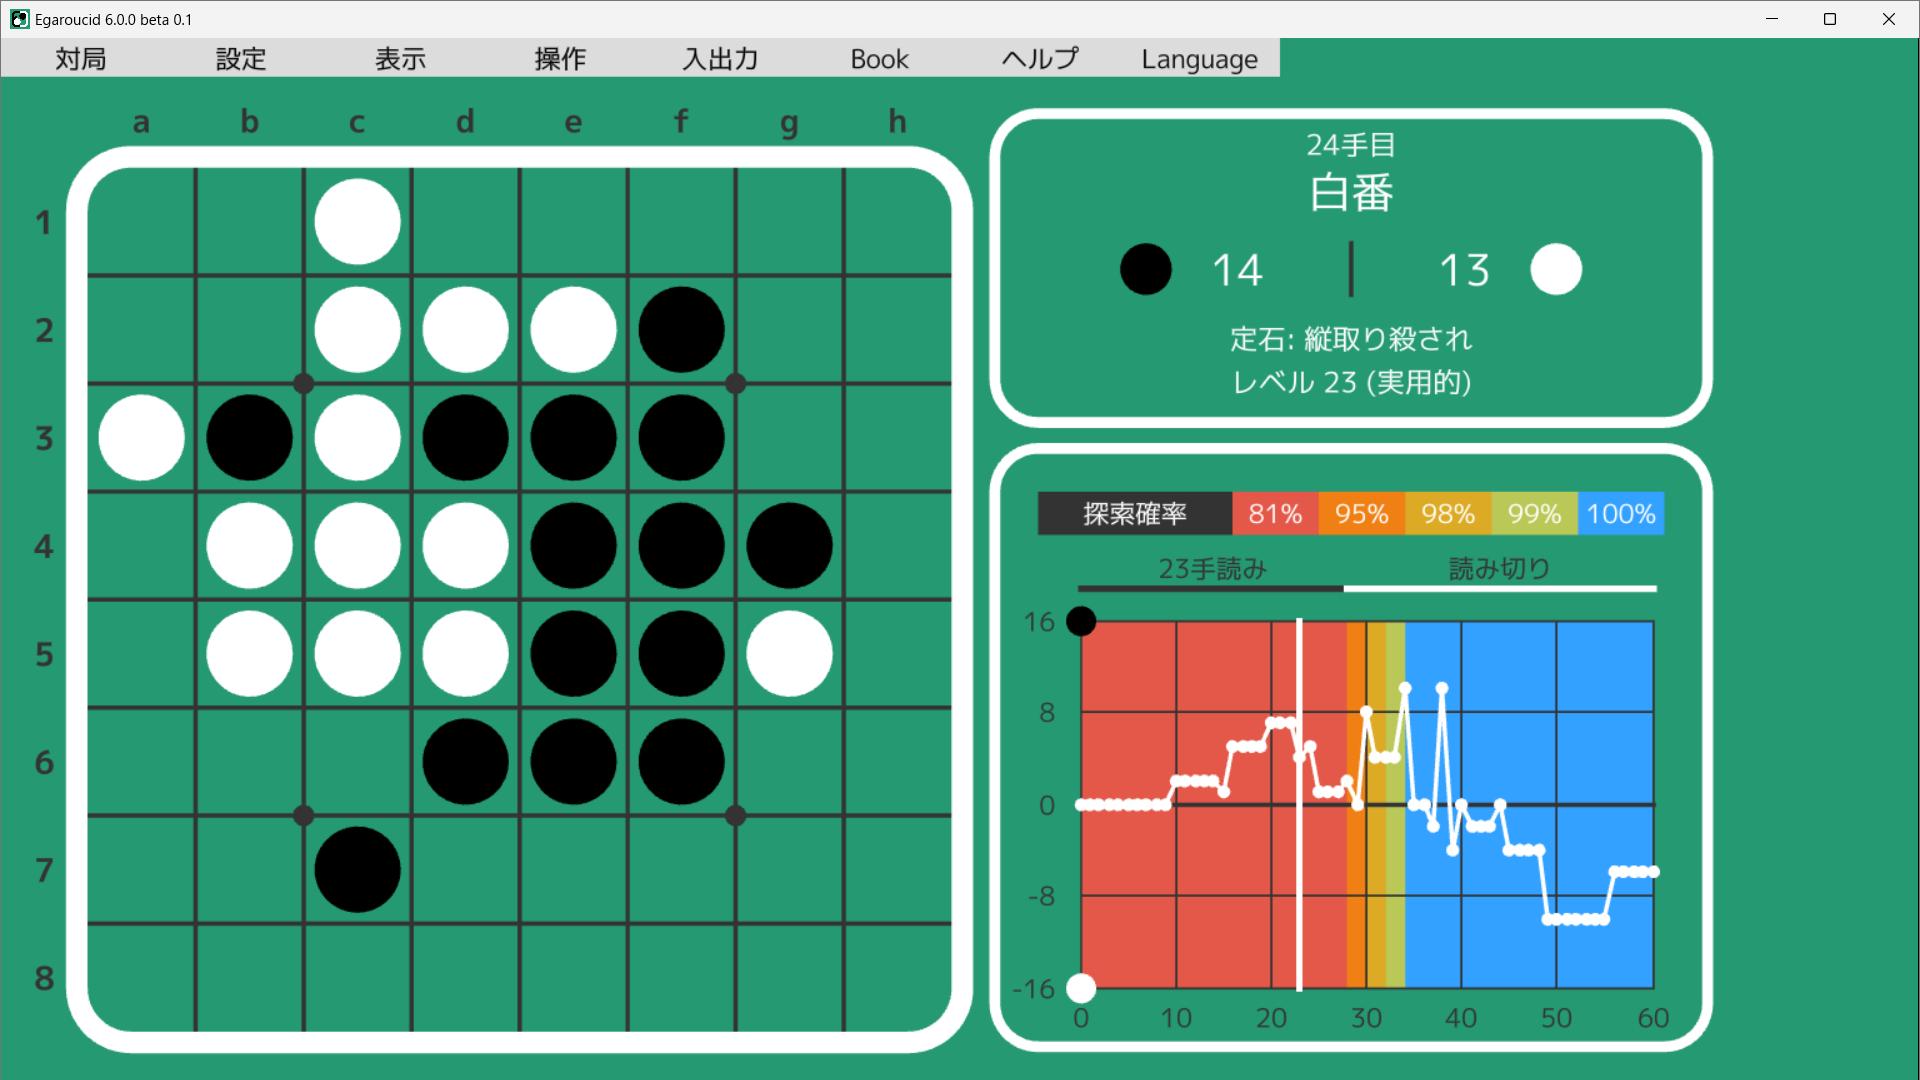 Egaroucid 6.0.0 beta 0.1
対局 設定 表示 操作 入出力 Book ヘルプ Language
a b c d e f g h
1
2
3
4
5
6
7
8
24手目
白番
14 13
定石: 縦取り殺され
レベル 23 (実用的)
探索確率 81% 95% 98% 99% 100%
23手読み 読み切り
16
8
0
-8
-16
0 10 20 30 40 50 60